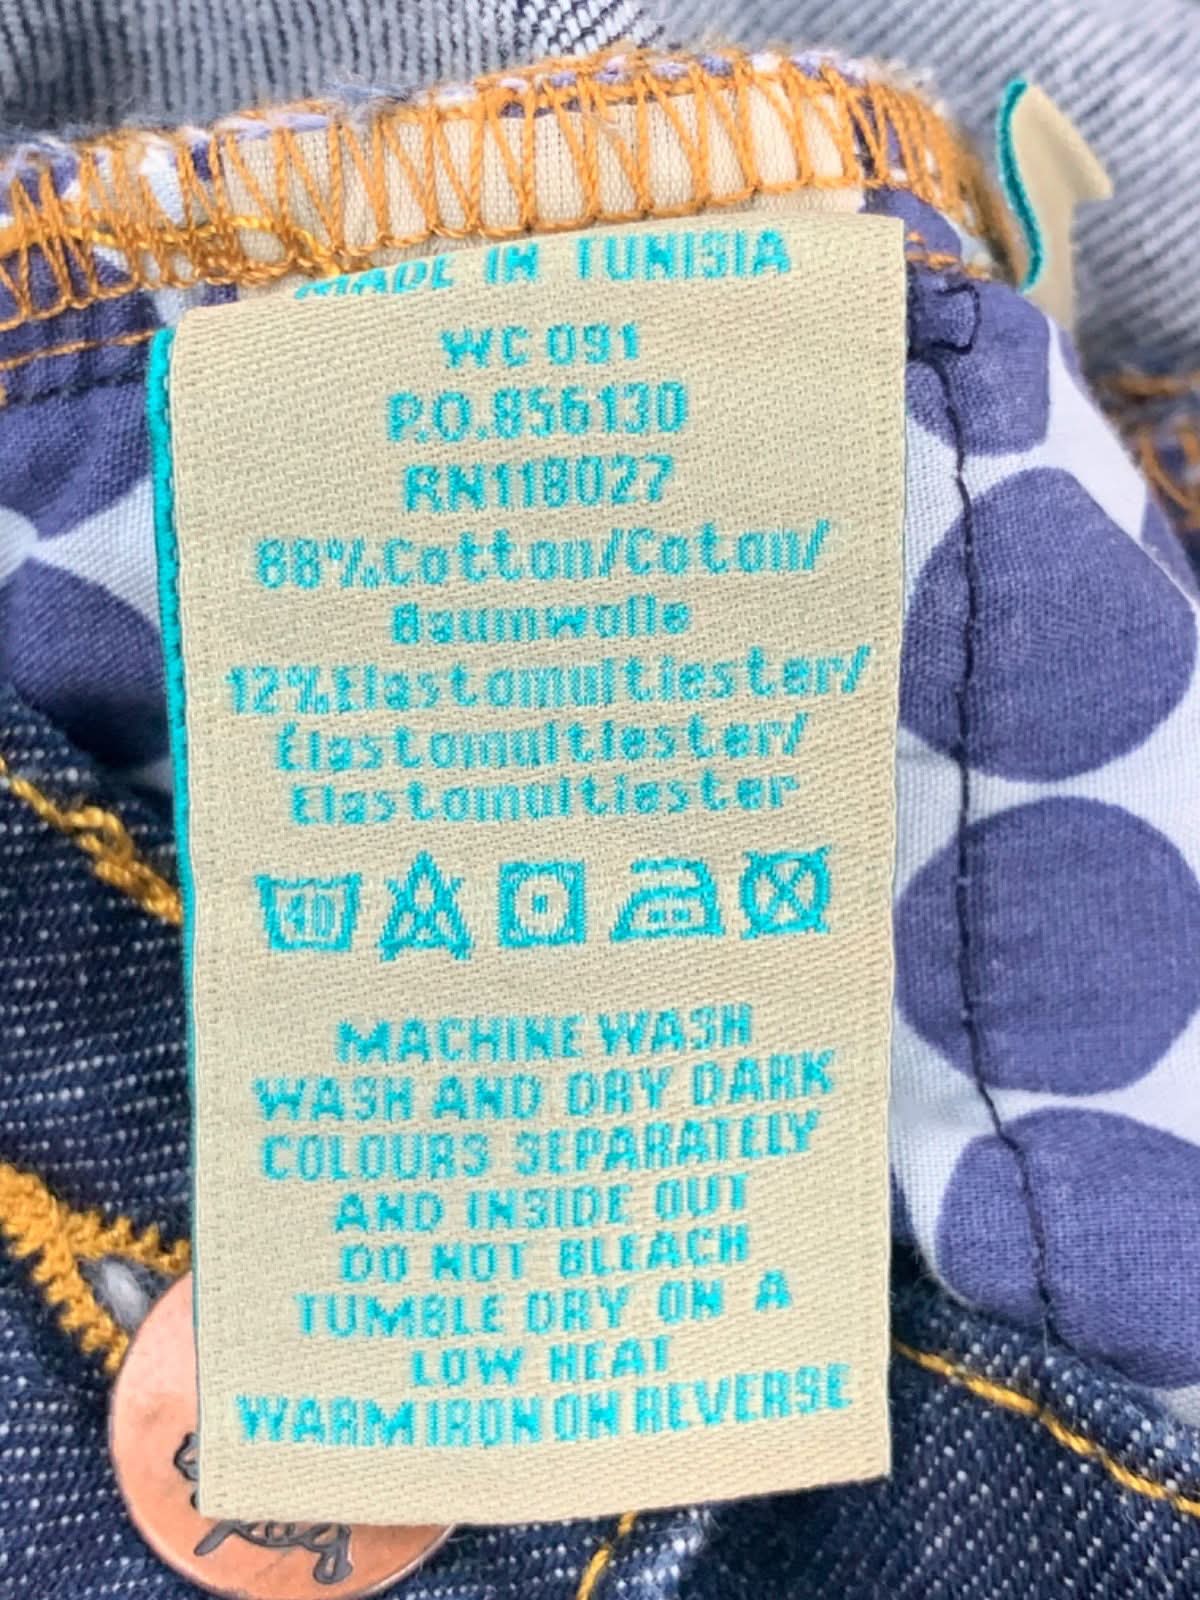 MADE IN TUNISIA
WC 091
P.O.856130
RN118027
88%Cotton/Coton/
Baumwolle
12%Elastomultiester/
Elastomultiester/
Elastomultiester
40
MACHINE WASH
WASH AND DRY DARK
COLOURS SEPARATELY
AND INSIDE OUT
DO NOT BLEACH
TUMBLE DRY ON A
LOW HEAT
WARM IRON ON REVERSE